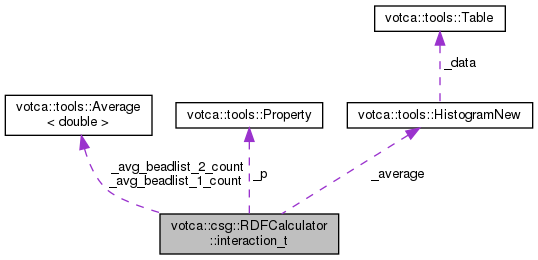 votca::tools::Table
_data
votca::tools::Average
< double >
votca::tools::Property
votca::tools::HistogramNew
_avg_beadlist_2_count
_avg_beadlist_1_count
_p
_average
votca::csg::RDFCalculator
::interaction_t